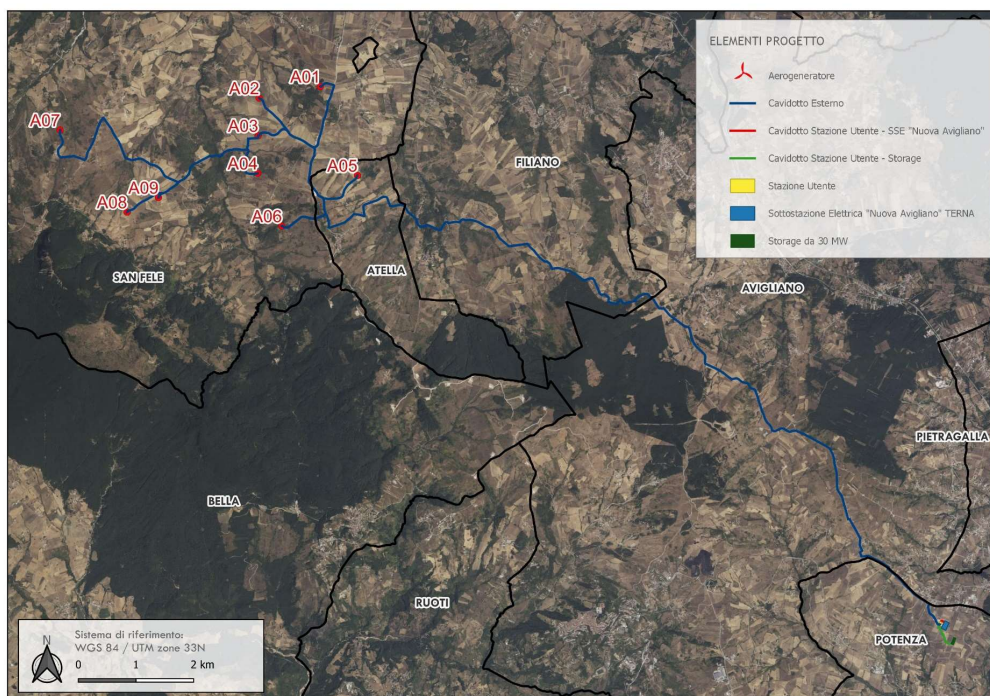 ELEMENTI PROGETTO
Aerogeneratore
Cavidotto Esterno
Cavidotto Stazione Utente - SSE "Nuova Avigliano"
Cavidotto Stazione Utente - Storage
Stazione Utente
Sottostazione Elettrica "Nuova Avigliano" TERNA
Storage da 30 MW
A01
A02
A07
A03
A04
A05
FILIANO
A09
A08
A06
SAN FELE
ATELLA
AVIGLIANO
PIETRAGALLA
BELLA
RUOTI
POTENZA
N
Sistema di riferimento:
WGS 84 / UTM zone 33N
0 1 2 km